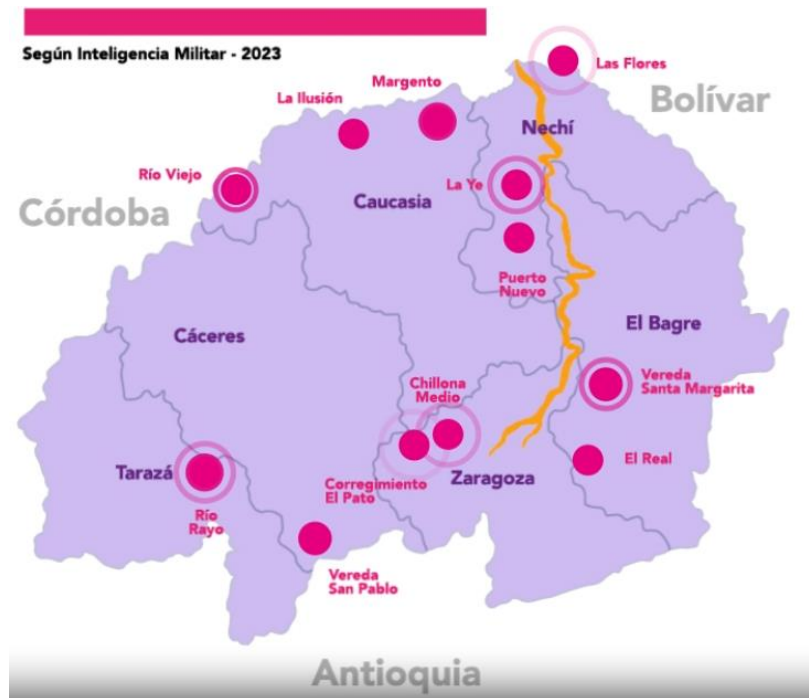 Según Inteligencia Militar - 2023
Las Flores
Bolívar
Margento
La Ilusión
Nechí
Río Viejo
La Ye
Córdoba
Caucasia
Puerto
Nuevo
El Bagre
Cáceres
Chillona
Medio
Vereda
Santa Margarita
Tarazá
Corregimiento
El Pato
Zaragoza
El Real
Río
Rayo
Vereda
San Pablo
Antioquia